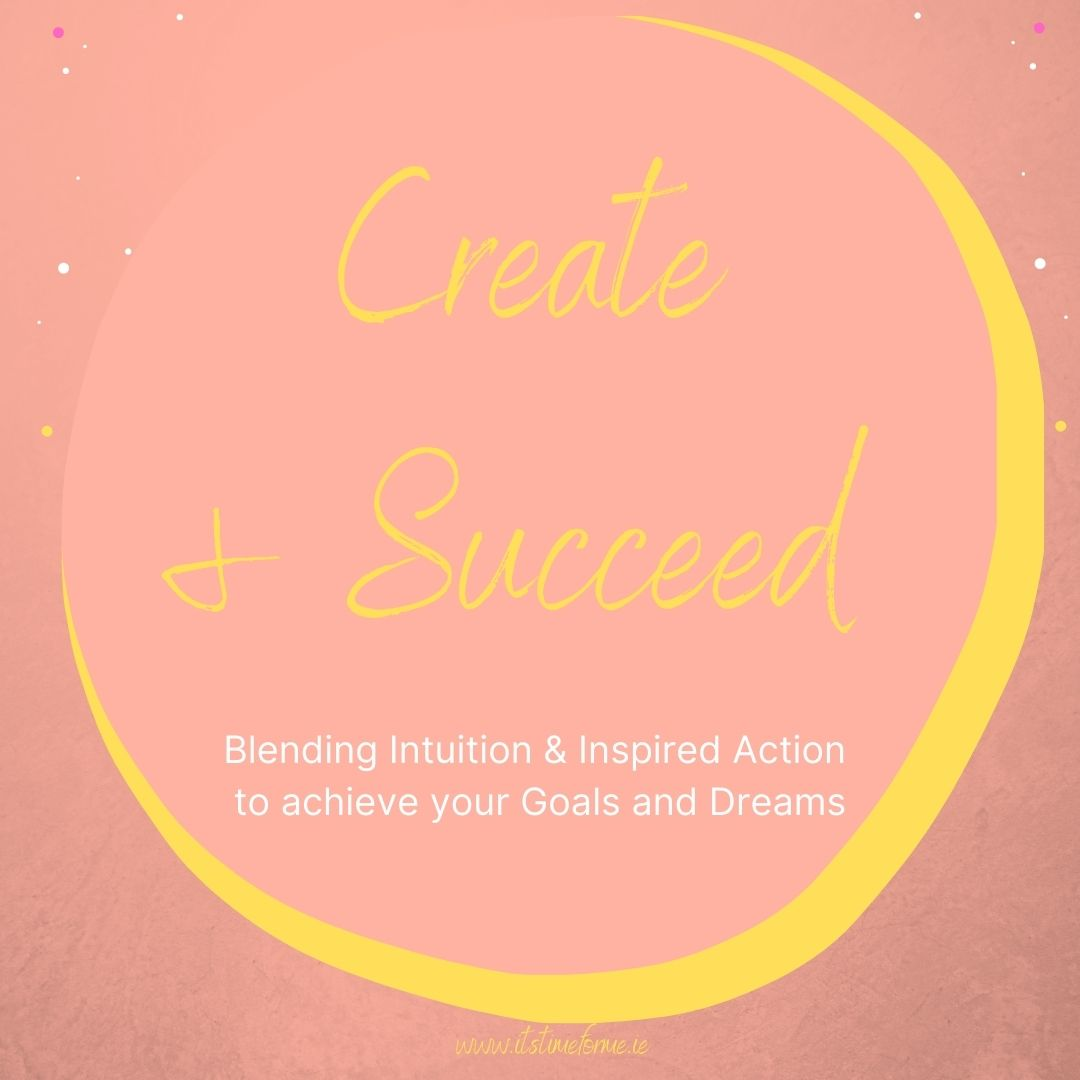 Create
+ Succeed
Blending Intuition & Inspired Action
to achieve your Goals and Dreams
www.itstimeforme.ie